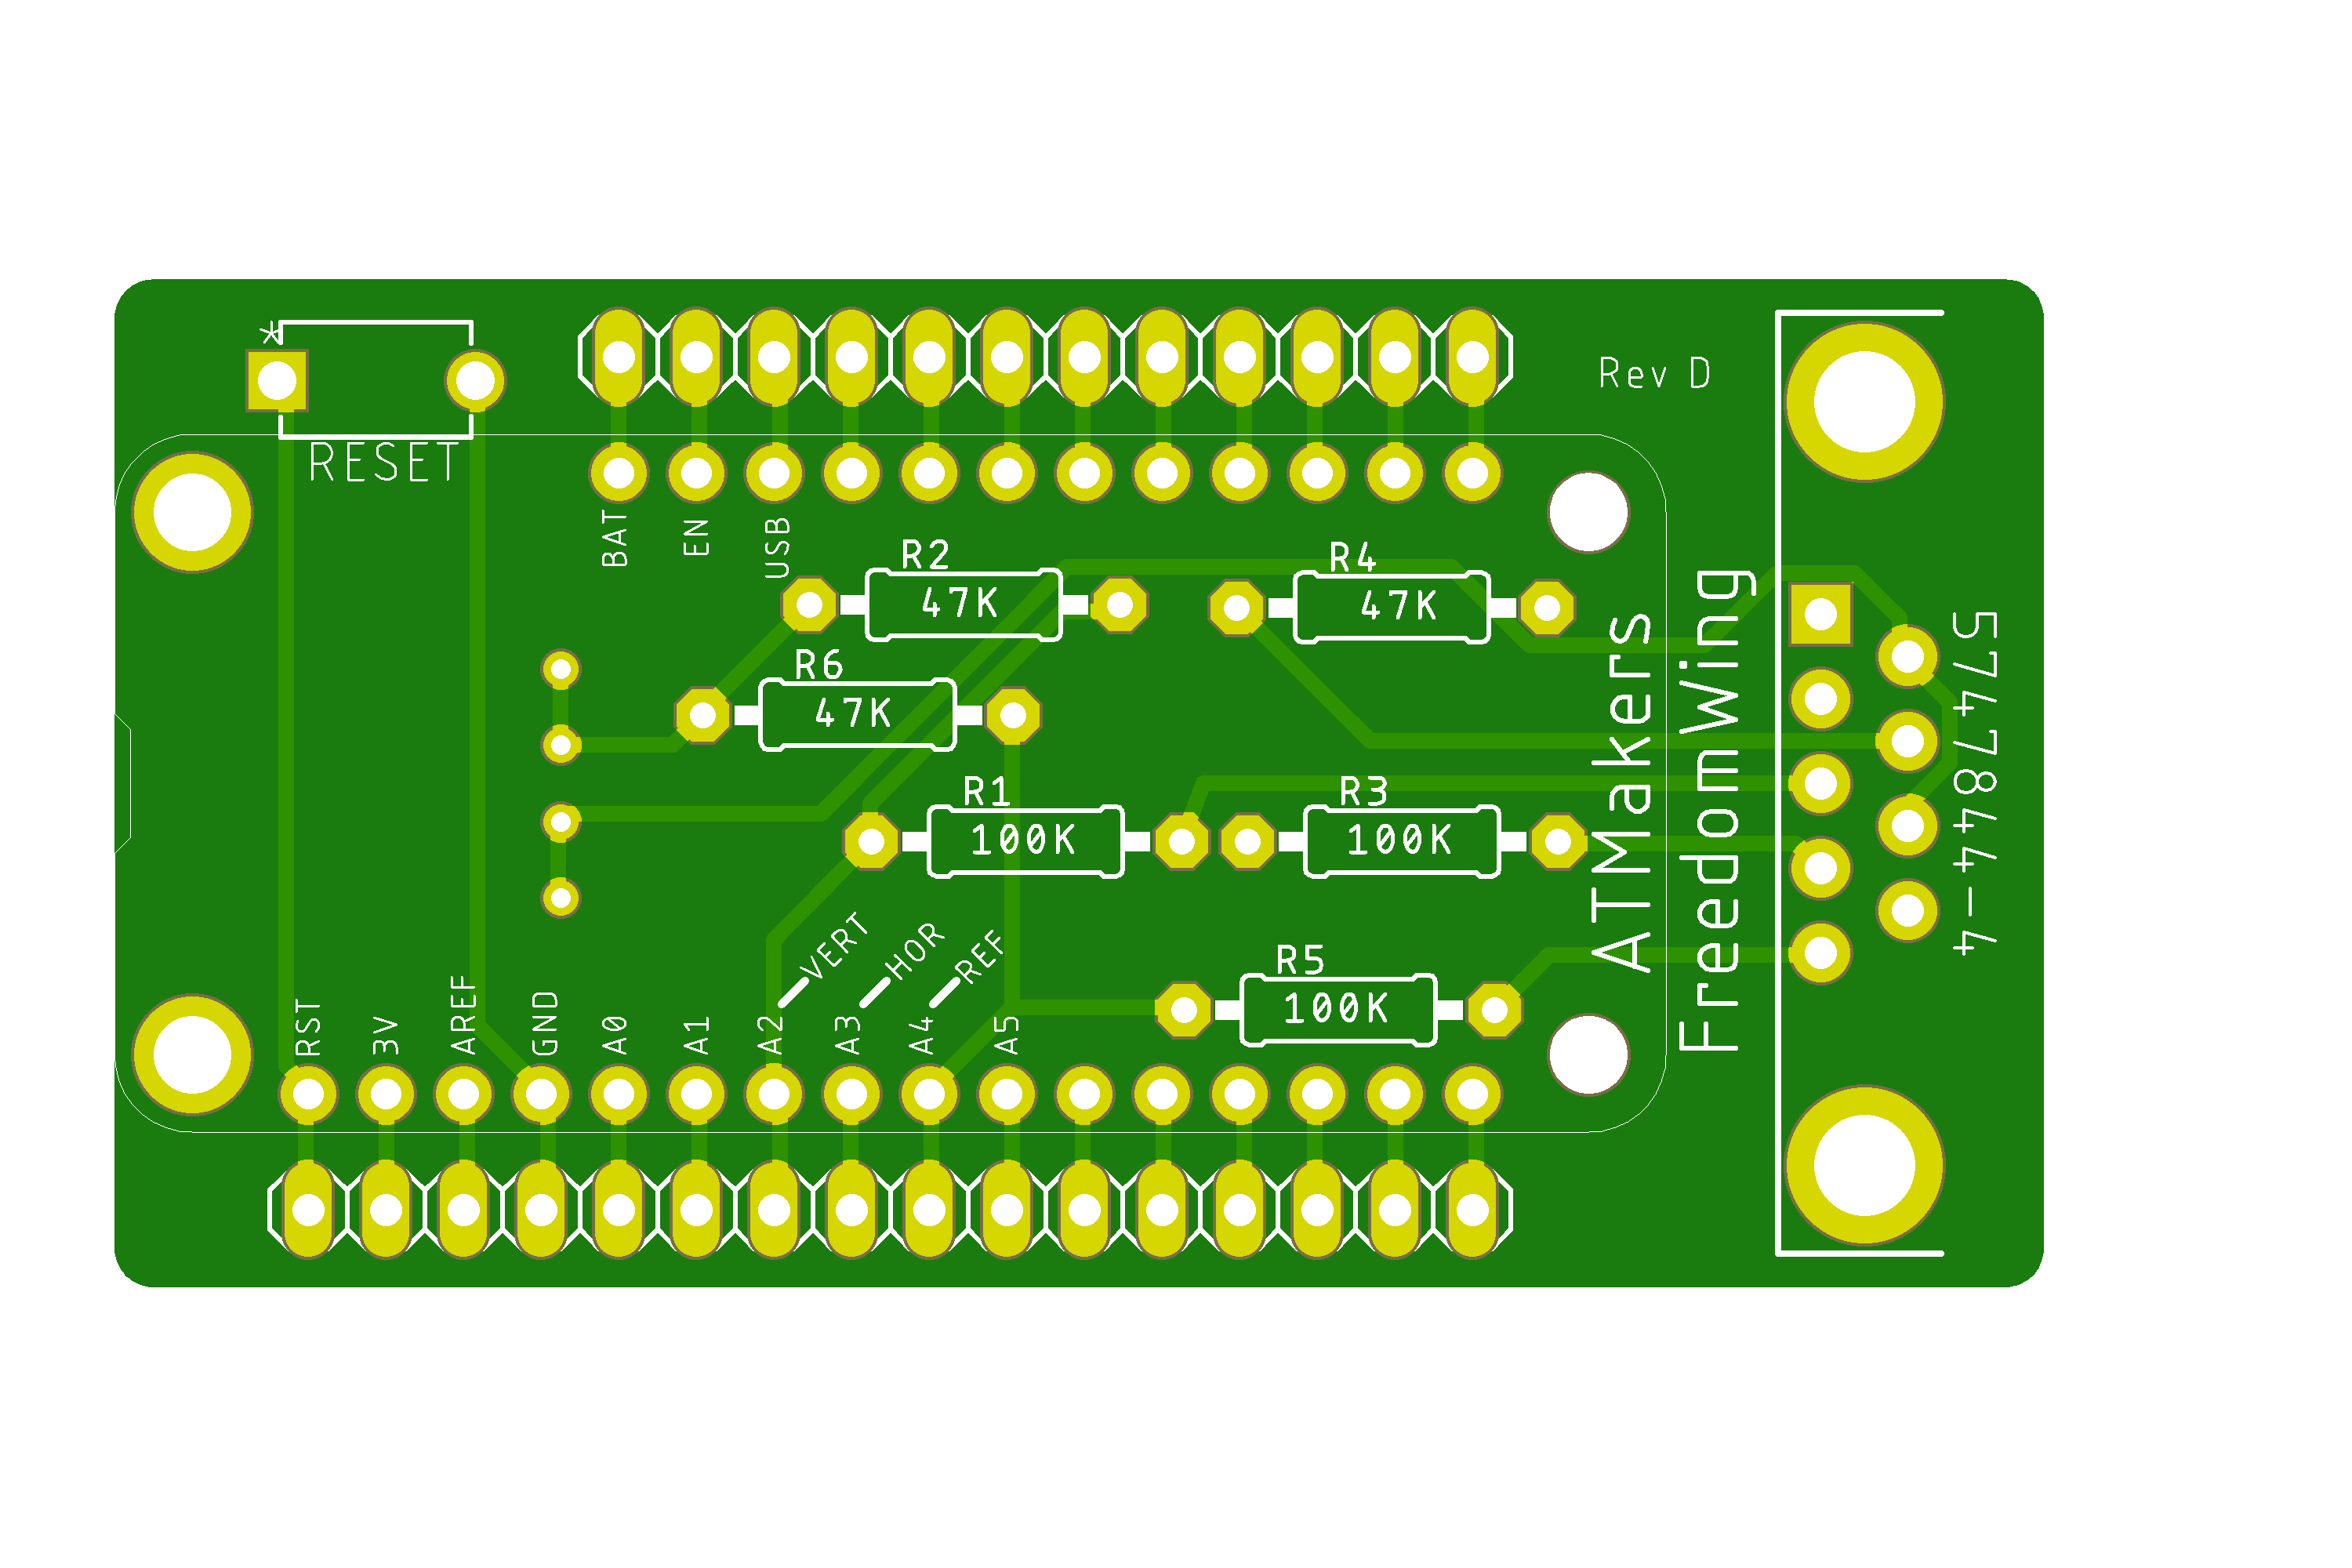 *
RESET
Rev D
BAT
EN
USB
R2
47K
R4
47K
R6
47K
R1
100K
R3
100K
R5
100K
VERT
HOR
REF
RST
3V
AREF
GND
A0
A1
A2
A3
A4
A5
ATMakers
FreedomWing
5747844-4